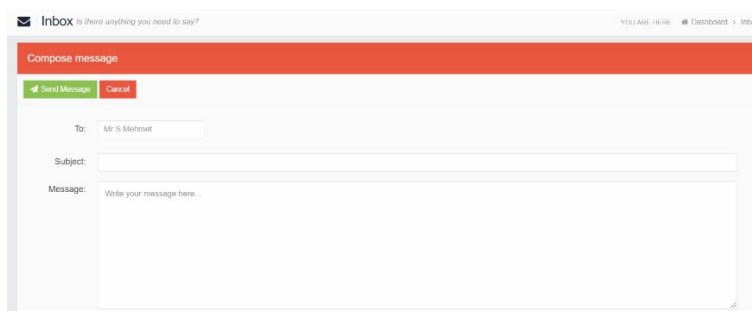 Inbox Is there anything you need to say?
YOU ARE HERE Dashboard > Inb
Compose message
Send Message Cancel
To: Mr S Mehmet
Subject:
Message: Write your message here...